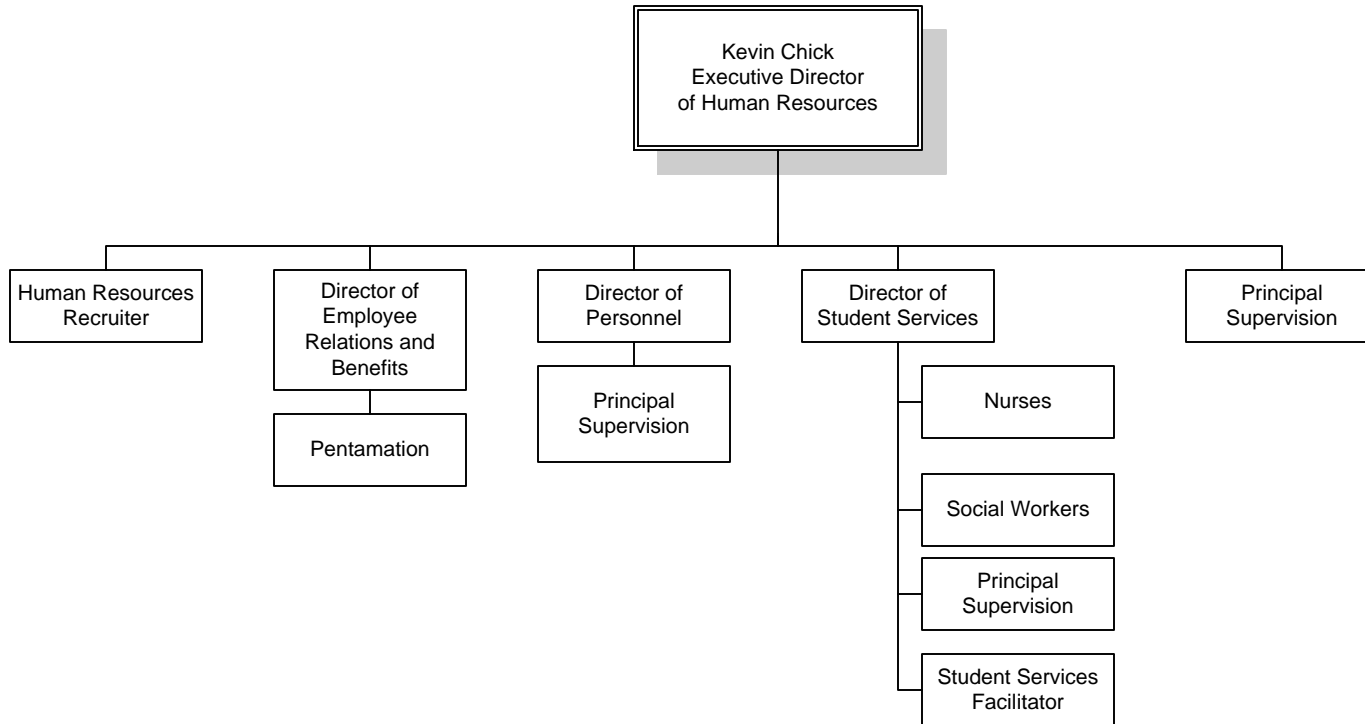 Kevin Chick
Executive Director
of Human Resources
Human Resources
Recruiter
Director of
Employee
Relations and
Benefits
Director of
Personnel
Director of
Student Services
Principal
Supervision
Pentamation
Principal
Supervision
Nurses
Social Workers
Principal
Supervision
Student Services
Facilitator